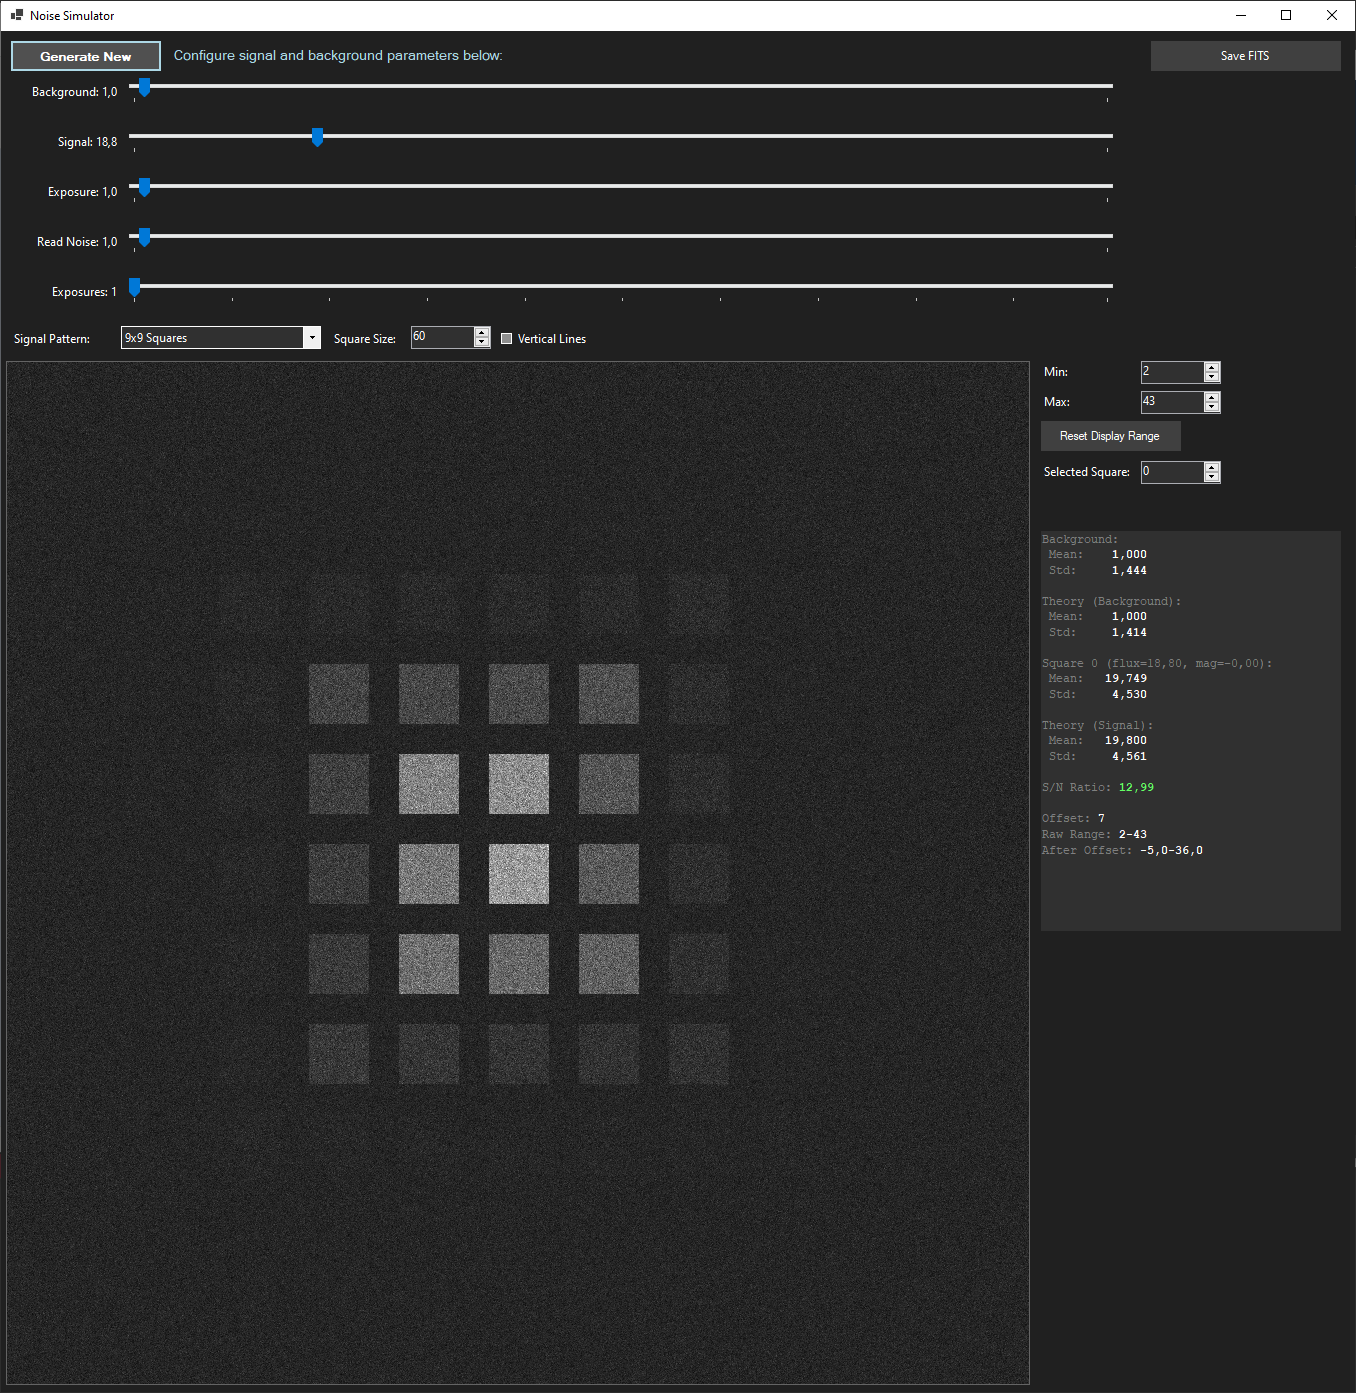 Noise Simulator
Generate New
Configure signal and background parameters below:
Save FITS
Background: 1,0
Signal: 18,8
Exposure: 1,0
Read Noise: 1,0
Exposures: 1
Signal Pattern:
9x9 Squares
Square Size:
60
Vertical Lines
Min:
2
Max:
43
Reset Display Range
Selected Square:
0
Background:
Mean: 1,000
Std: 1,444
Theory (Background):
Mean: 1,000
Std: 1,414
Square 0 (flux=18,80, mag=-0,00):
Mean: 19,749
Std: 4,530
Theory (Signal):
Mean: 19,800
Std: 4,561
S/N Ratio: 12,99
Offset: 7
Raw Range: 2-43
After Offset: -5,0-36,0